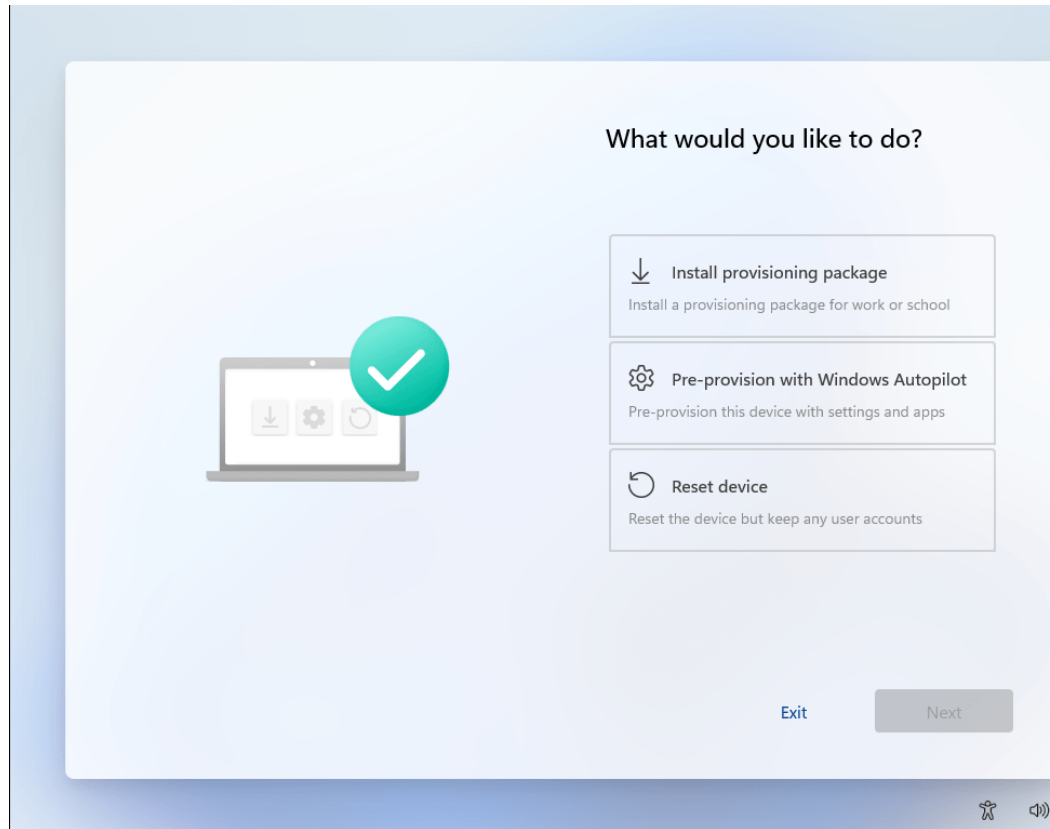 What would you like to do?
Install provisioning package
Install a provisioning package for work or school
Pre-provision with Windows Autopilot
Pre-provision this device with settings and apps
Reset device
Reset the device but keep any user accounts
Exit
Next